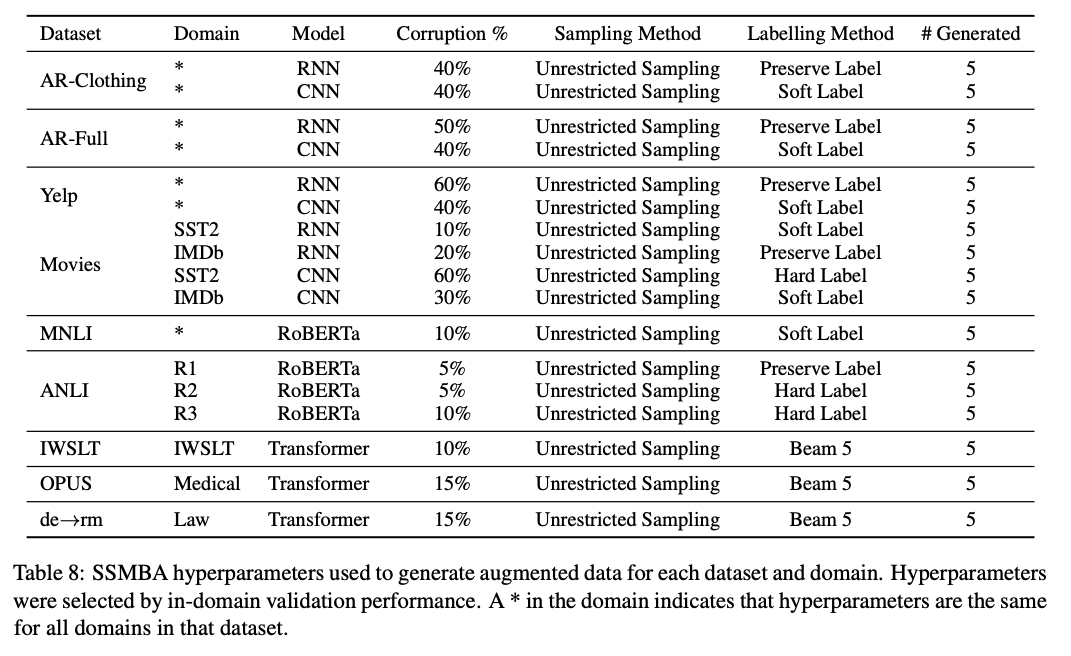 Dataset Domain Model Corruption % Sampling Method Labelling Method # Generated
AR-Clothing * RNN 40% Unrestricted Sampling Preserve Label 5
* CNN 40% Unrestricted Sampling Soft Label 5
AR-Full * RNN 50% Unrestricted Sampling Preserve Label 5
* CNN 40% Unrestricted Sampling Soft Label 5
Yelp * RNN 60% Unrestricted Sampling Preserve Label 5
* CNN 40% Unrestricted Sampling Soft Label 5
Movies SST2 RNN 10% Unrestricted Sampling Soft Label 5
IMDb RNN 20% Unrestricted Sampling Preserve Label 5
SST2 CNN 60% Unrestricted Sampling Hard Label 5
IMDb CNN 30% Unrestricted Sampling Soft Label 5
MNLI * RoBERTa 10% Unrestricted Sampling Soft Label 5
ANLI R1 RoBERTa 5% Unrestricted Sampling Preserve Label 5
R2 RoBERTa 5% Unrestricted Sampling Hard Label 5
R3 RoBERTa 10% Unrestricted Sampling Hard Label 5
IWSLT IWSLT Transformer 10% Unrestricted Sampling Beam 5 5
OPUS Medical Transformer 15% Unrestricted Sampling Beam 5 5
de→rm Law Transformer 15% Unrestricted Sampling Beam 5 5
Table 8: SSMBA hyperparameters used to generate augmented data for each dataset and domain. Hyperparameters
were selected by in-domain validation performance. A * in the domain indicates that hyperparameters are the same
for all domains in that dataset.